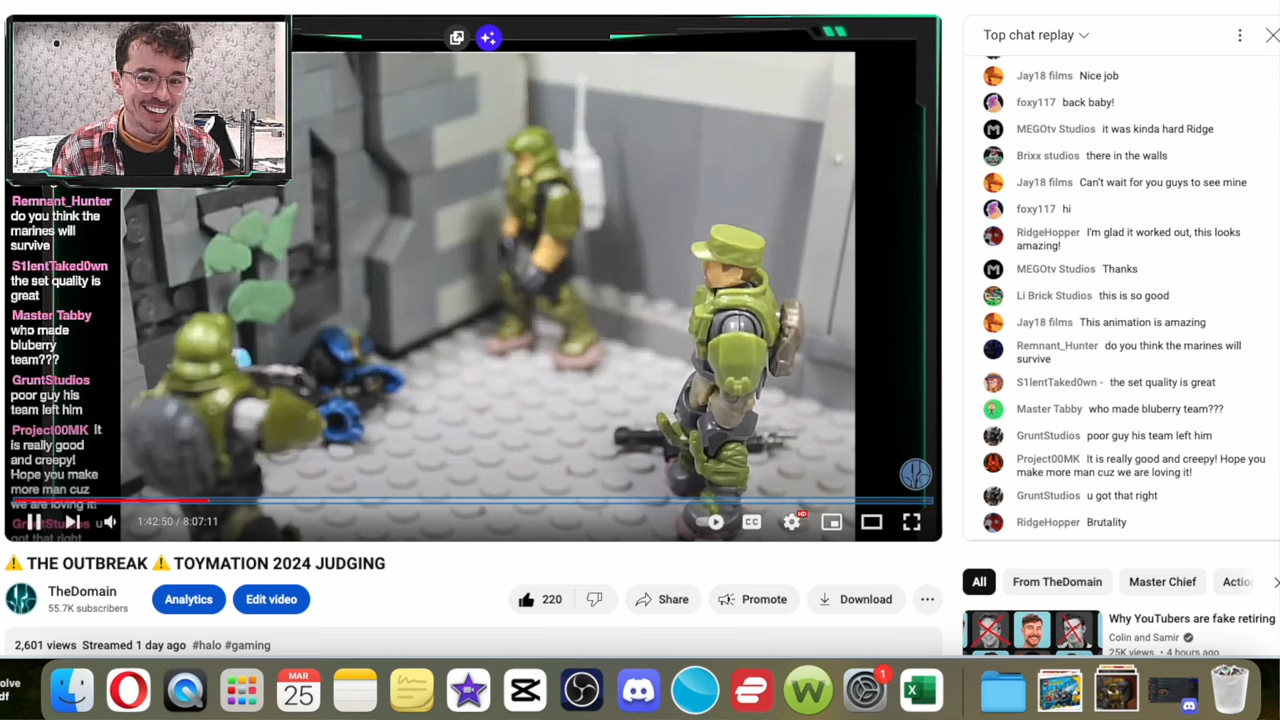 Remnant_Hunter
do you think the
marines will
survive
S1lentTaked0wn
the set quality is
great
Master Tabby
who made
bluberry
team???
GruntStudios
poor guy his
team left him
Project00MK It
is really good
and creepy!
Hope you make
more man cuz
we are loving it!
GruntStudios u
got that right
1:42:50 / 8:07:11
CC
HD
⚠ THE OUTBREAK ⚠ TOYMATION 2024 JUDGING
TheDomain
55.7K subscribers
Analytics
Edit video
220
Share
Promote
Download
2,601 views Streamed 1 day ago #halo #gaming
Top chat replay
Jay18 films Nice job
foxy117 back baby!
MEGOtv Studios it was kinda hard Ridge
Brixx studios there in the walls
Jay18 films Can't wait for you guys to see mine
foxy117 hi
RidgeHopper I'm glad it worked out, this looks
amazing!
MEGOtv Studios Thanks
Li Brick Studios this is so good
Jay18 films This animation is amazing
Remnant_Hunter do you think the marines will
survive
S1lentTaked0wn - the set quality is great
Master Tabby who made bluberry team???
GruntStudios poor guy his team left him
Project00MK It is really good and creepy! Hope you
make more man cuz we are loving it!
GruntStudios u got that right
RidgeHopper Brutality
All
From TheDomain
Master Chief
Actio
Why YouTubers are fake retiring
Colin and Samir
25K views • 4 hours ago
olve
df
MAR
25
W
1
X